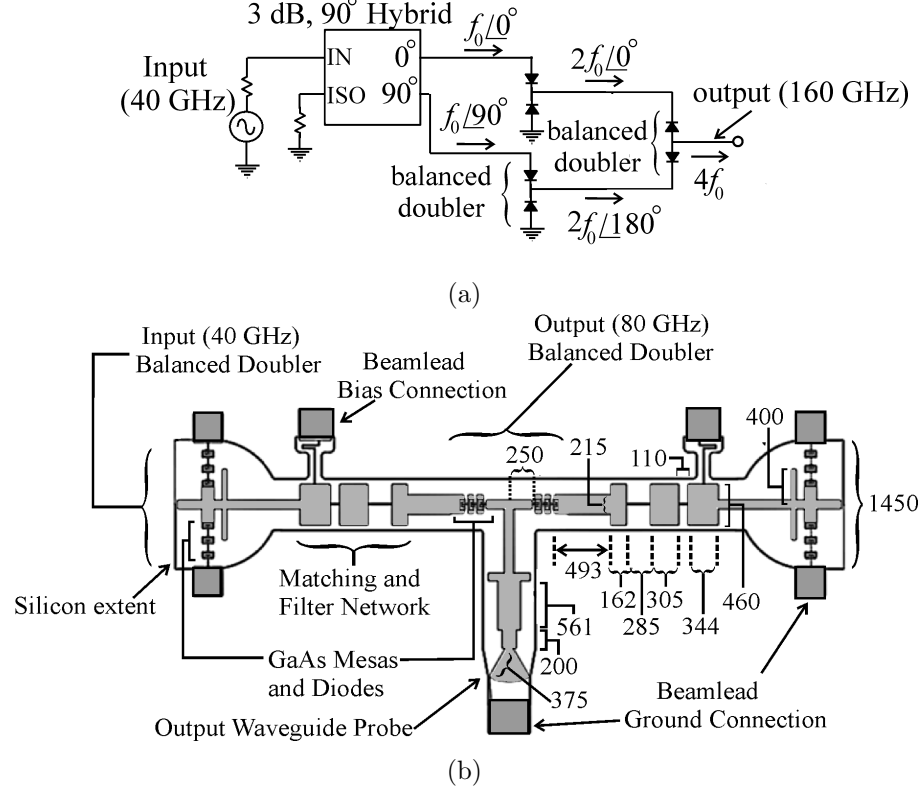 3 dB, 90° Hybrid
Input
(40 GHz)
IN
0°
ISO
90°
f₀/0°
f₀/90°
2f₀/0°
output (160 GHz)
balanced
doubler
balanced
doubler
4f₀
2f₀/180°
(a)
Input (40 GHz)
Balanced Doubler
Beamlead
Bias Connection
Output (80 GHz)
Balanced Doubler
400
250
215
110
1450
493
162
305
460
285
344
561
200
375
Silicon extent
Matching and
Filter Network
GaAs Mesas
and Diodes
Output Waveguide Probe
Beamlead
Ground Connection
(b)